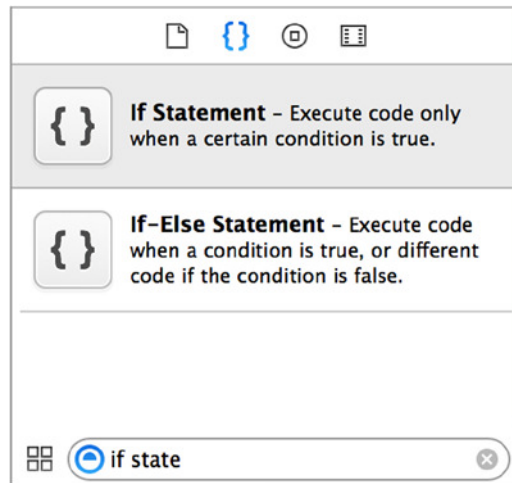 { }
{ } If Statement – Execute code only
when a certain condition is true.
{ } If-Else Statement – Execute code
when a condition is true, or different
code if the condition is false.
if state